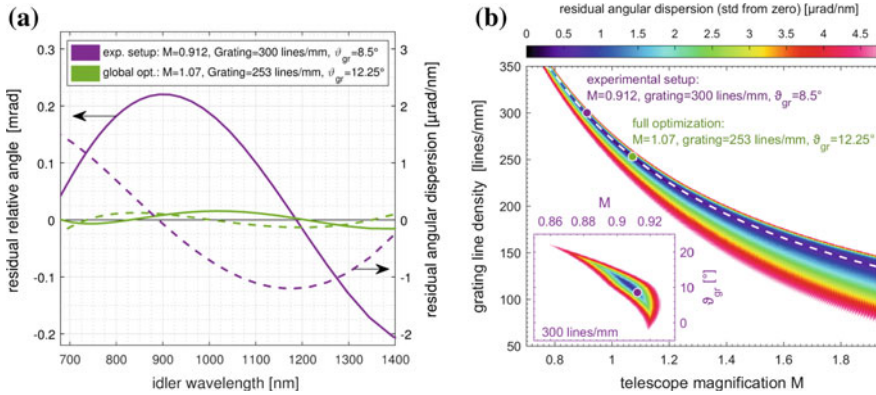 (a)
exp. setup: M=0.912, Grating=300 lines/mm, ϑgr=8.5°
global opt.: M=1.07, Grating=253 lines/mm, ϑgr=12.25°
residual relative angle [mrad]
0.3
0.2
0.1
0
-0.1
-0.2
3
2
1
0
-1
-2
residual angular dispersion [μrad/nm]
700 800 900 1000 1100 1200 1300 1400
idler wavelength [nm]
(b)
residual angular dispersion (std from zero) [μrad/nm]
0 0.5 1 1.5 2 2.5 3 3.5 4 4.5
experimental setup:
M=0.912, grating=300 lines/mm, ϑgr=8.5°
full optimization:
M=1.07, grating=253 lines/mm, ϑgr=12.25°
grating line density [lines/mm]
350
300
250
200
150
100
50
M
0.86 0.88 0.9 0.92
20
10
0
ϑgr [°]
300 lines/mm
0.8 1 1.2 1.4 1.6 1.8
telescope magnification M